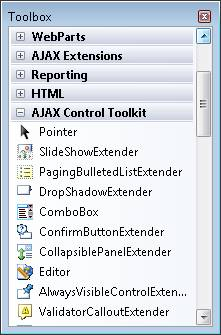 Toolbox
WebParts
AJAX Extensions
Reporting
HTML
AJAX Control Toolkit
Pointer
SlideShowExtender
PagingBulletedListExtender
DropShadowExtender
ComboBox
ConfirmButtonExtender
CollapsiblePanelExtender
Editor
AlwaysVisibleControlExten...
ValidatorCalloutExtender